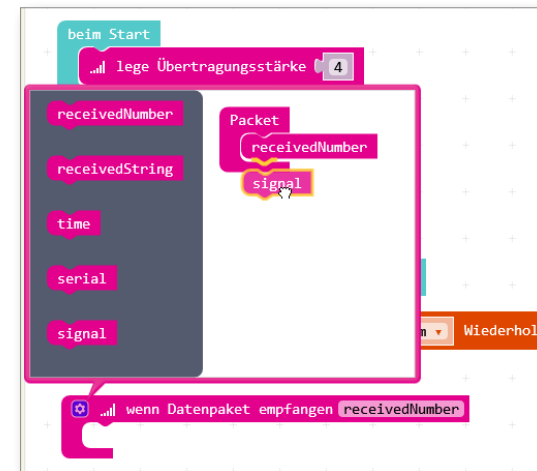 beim Start
lege Übertragungsstärke 4
receivedNumber
receivedString
time
serial
signal
Packet
receivedNumber
signal
Wiederhol
wenn Datenpaket empfangen receivedNumber